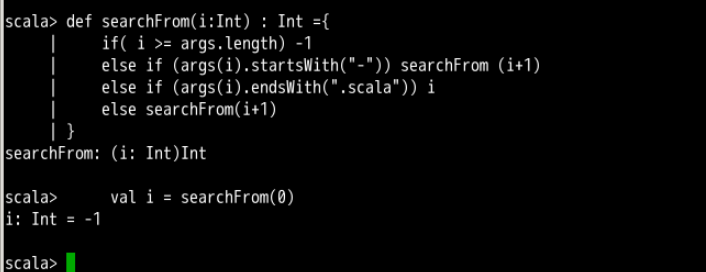 scala> def searchFrom(i:Int) : Int ={
     |     if( i >= args.length) -1
     |     else if (args(i).startsWith("-")) searchFrom (i+1)
     |     else if (args(i).endsWith(".scala")) i
     |     else searchFrom(i+1)
     | }
searchFrom: (i: Int)Int
scala>     val i = searchFrom(0)
i: Int = -1
scala>